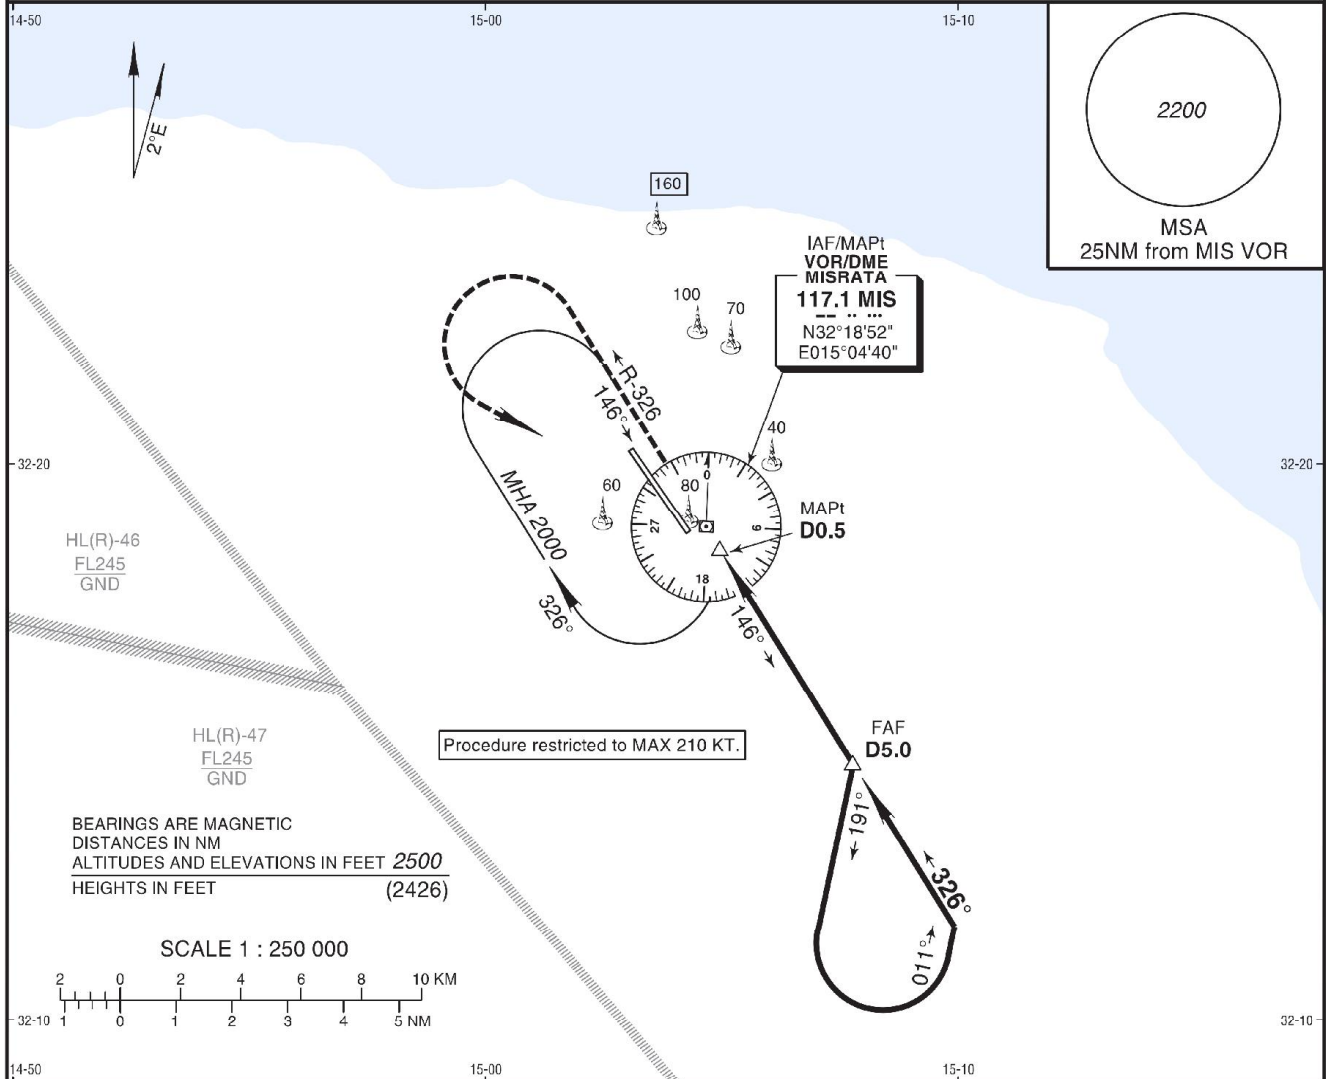 14-50
15-00
15-10
2°E
2200
MSA
25NM from MIS VOR
160
IAF/MAPt
VOR/DME
MISRATA
117.1 MIS
N32°18'52"
E015°04'40"
100
70
R-326
146°
40
32-20
32-20
MHA 2000
60
80
0
27
6
18
MAPt
D0.5
HL(R)-46
FL245
GND
326°
146°
FAF
D5.0
HL(R)-47
FL245
GND
Procedure restricted to MAX 210 KT.
191°
326°
011°
BEARINGS ARE MAGNETIC
DISTANCES IN NM
ALTITUDES AND ELEVATIONS IN FEET 2500
HEIGHTS IN FEET (2426)
SCALE 1 : 250 000
2 0 2 4 6 8 10 KM
1 0 1 2 3 4 5 NM
32-10
32-10
14-50
15-00
15-10